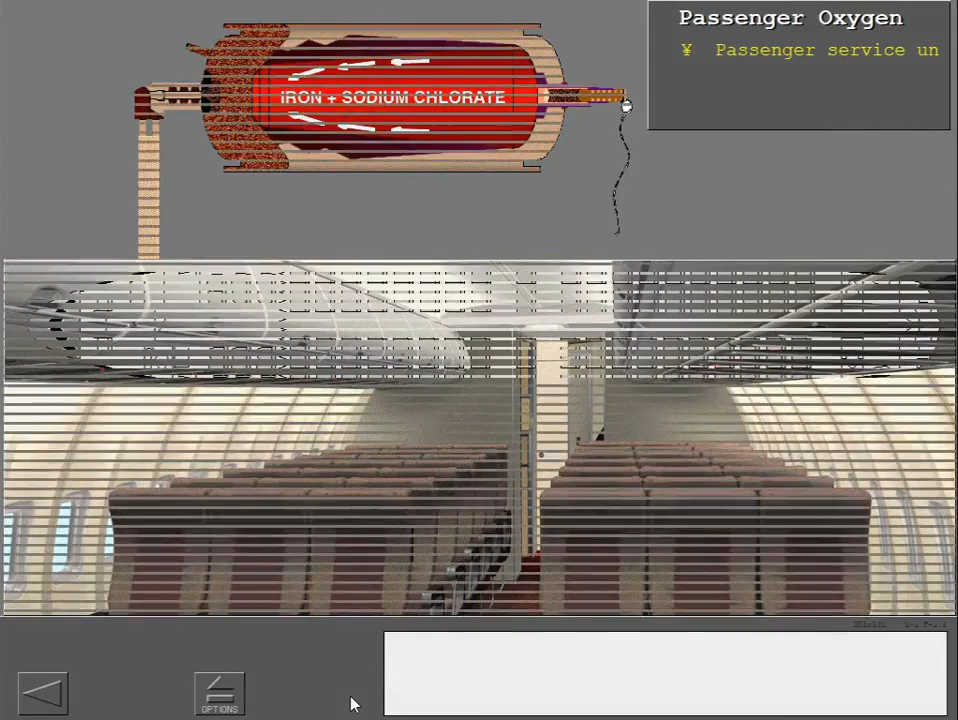 Passenger Oxygen
¥ Passenger service un
IRON + SODIUM CHLORATE
OPTIONS